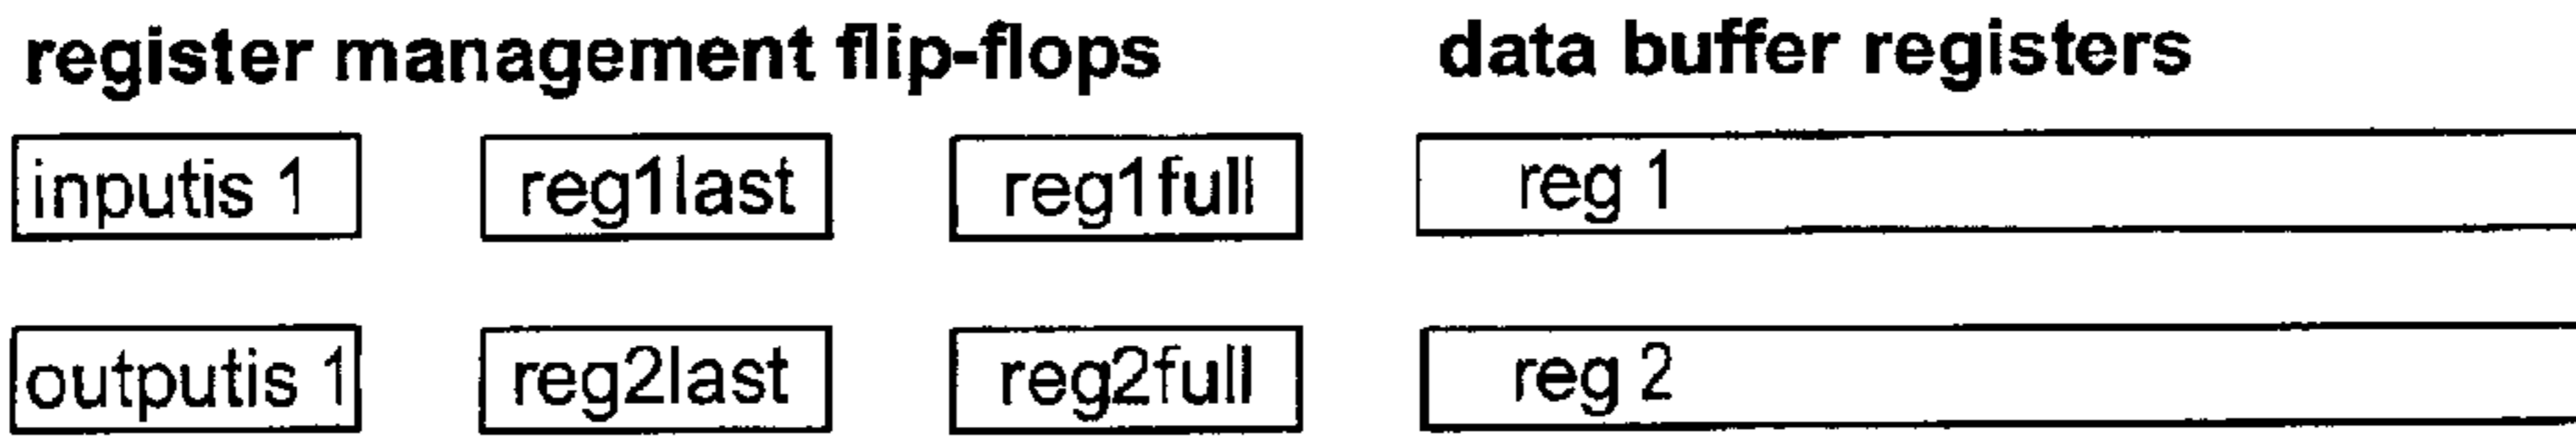 register management flip-flops data buffer registers
inputis 1 reg1last reg1full reg 1
outputis 1 reg2last reg2full reg 2